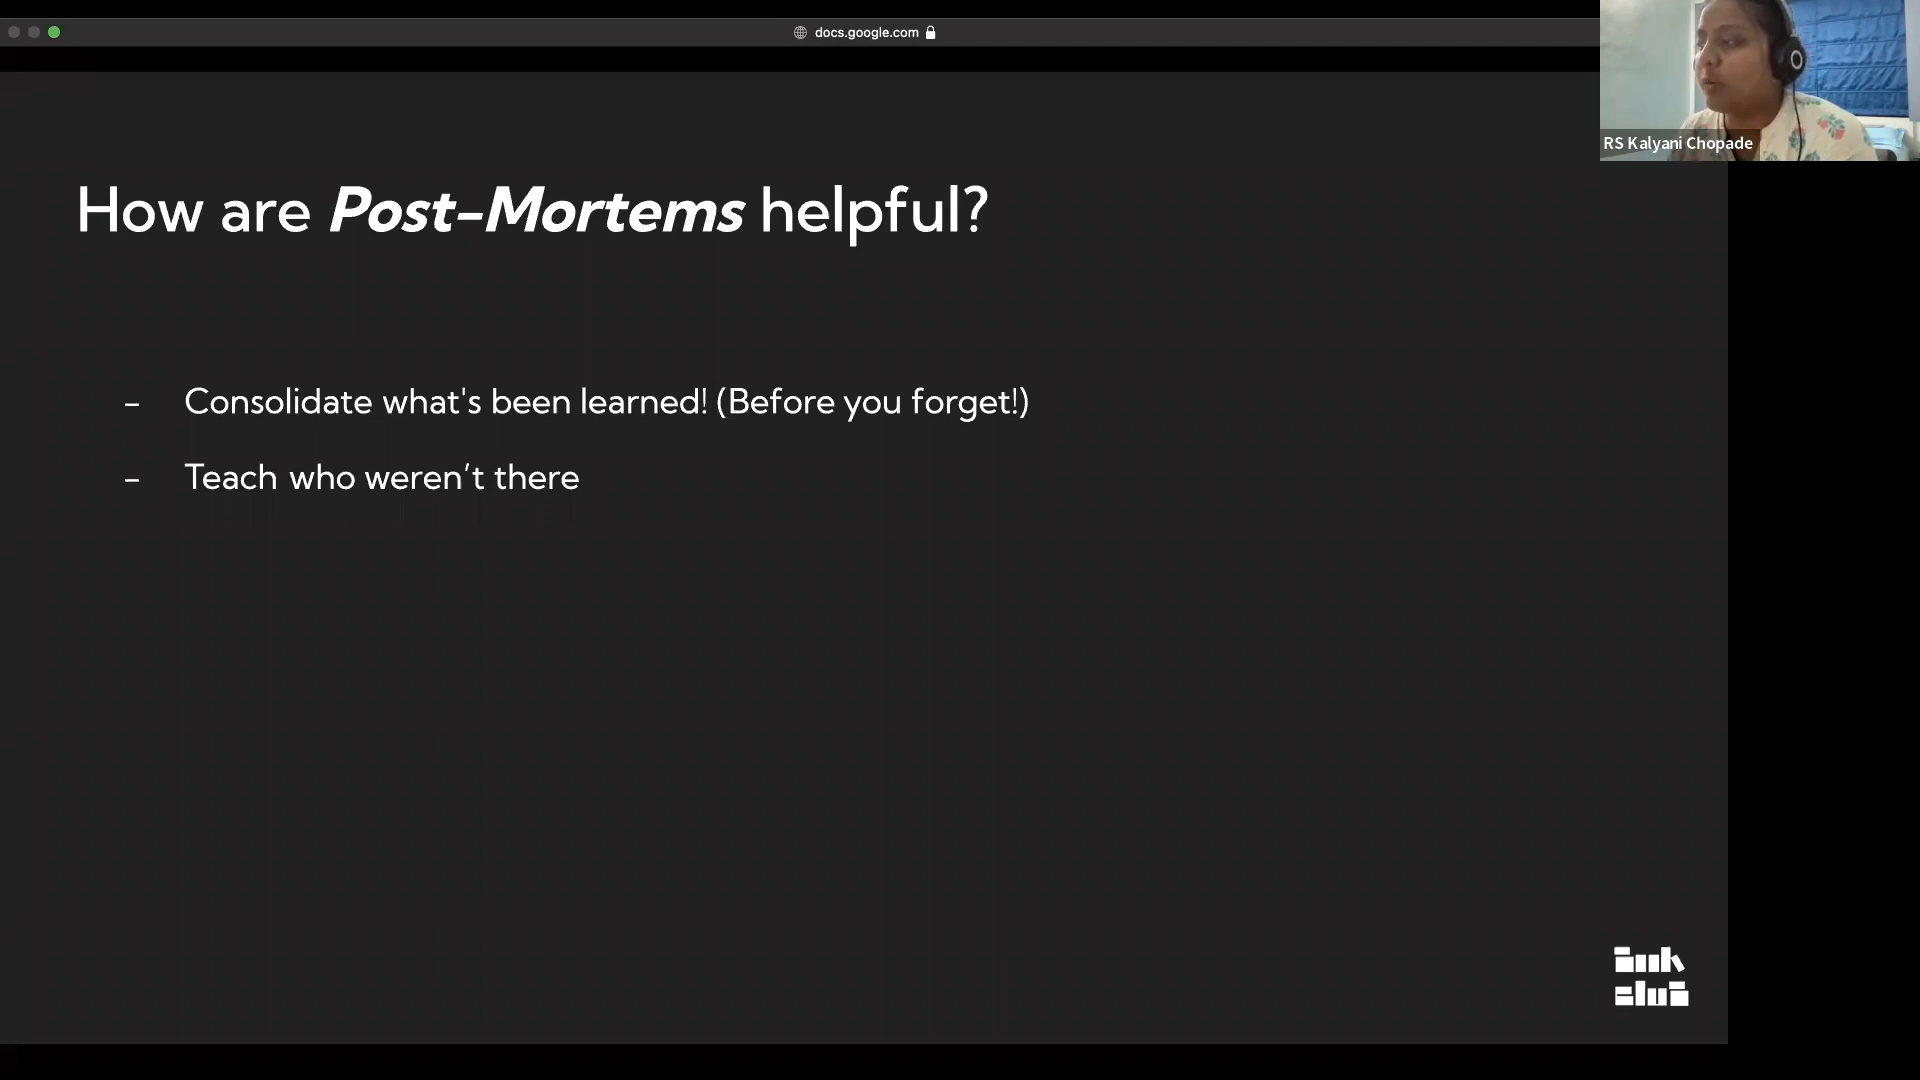 docs.google.com
RS Kalyani Chopade
How are Post-Mortems helpful?
- Consolidate what's been learned! (Before you forget!)
- Teach who weren’t there